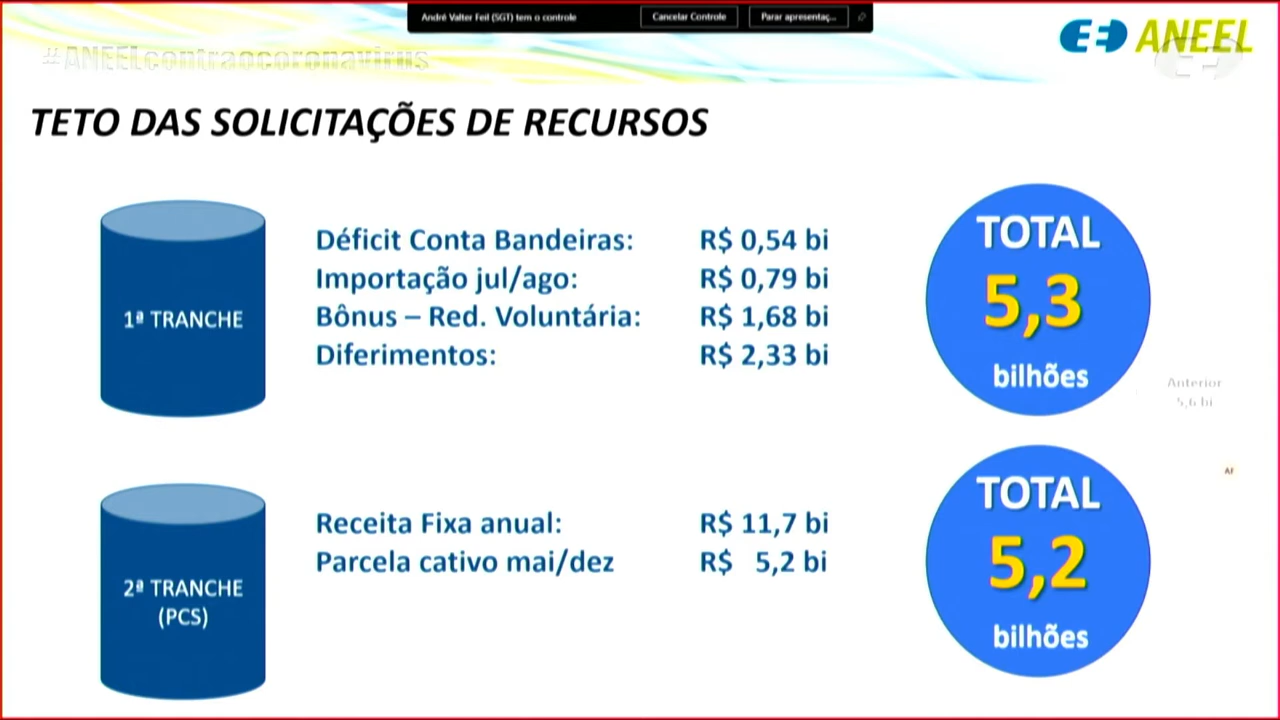 André Valter Feil (SGT) tem o controle
Cancelar Controle
Parar apresentaç...
ANEEL
#ANEELcontraocoronavirus
TETO DAS SOLICITAÇÕES DE RECURSOS
1ª TRANCHE
Déficit Conta Bandeiras: R$ 0,54 bi
Importação jul/ago: R$ 0,79 bi
Bônus – Red. Voluntária: R$ 1,68 bi
Diferimentos: R$ 2,33 bi
TOTAL
5,3
bilhões
Anterior
5,6 bi
AF
2ª TRANCHE
(PCS)
Receita Fixa anual: R$ 11,7 bi
Parcela cativo mai/dez R$ 5,2 bi
TOTAL
5,2
bilhões